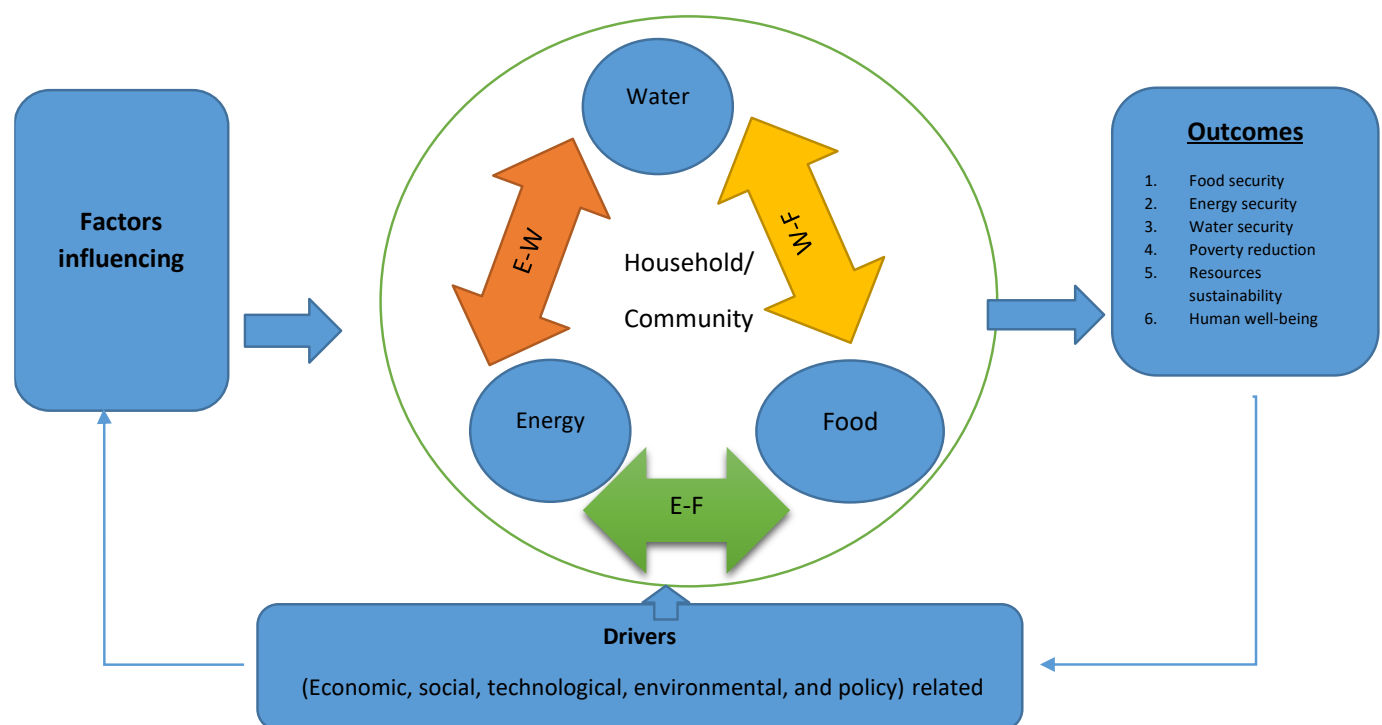 Factors
influencing
Water
E-W
W-F
Household/
Community
Energy
Food
E-F
Outcomes
1. Food security
2. Energy security
3. Water security
4. Poverty reduction
5. Resources
sustainability
6. Human well-being
Drivers
(Economic, social, technological, environmental, and policy) related